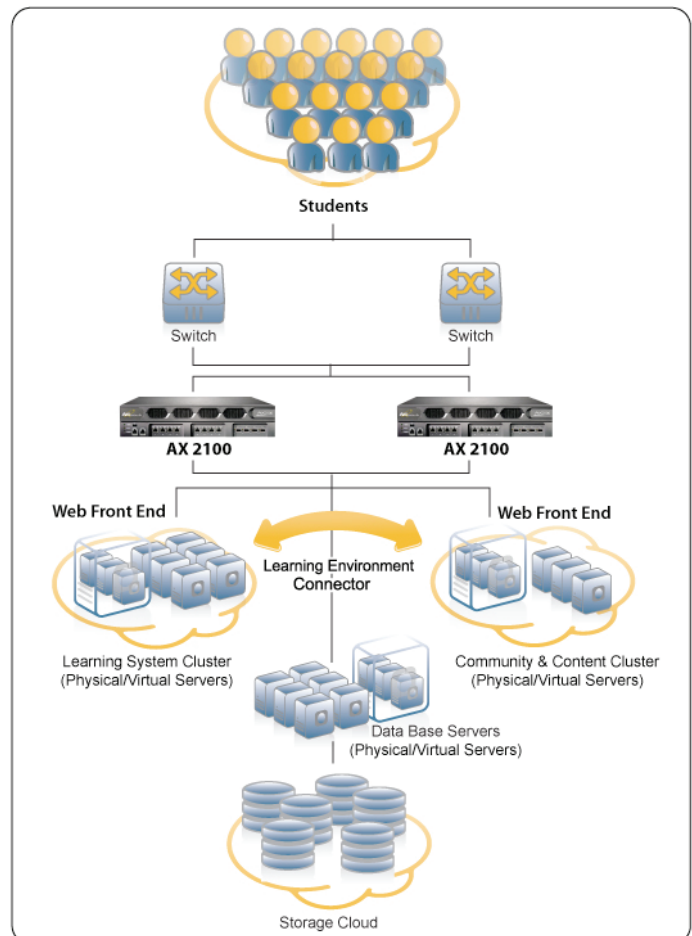 Students
Switch
Switch
AX 2100
AX 2100
Web Front End
Web Front End
Learning Environment
Connector
Learning System Cluster
(Physical/Virtual Servers)
Community & Content Cluster
(Physical/Virtual Servers)
Data Base Servers
(Physical/Virtual Servers)
Storage Cloud